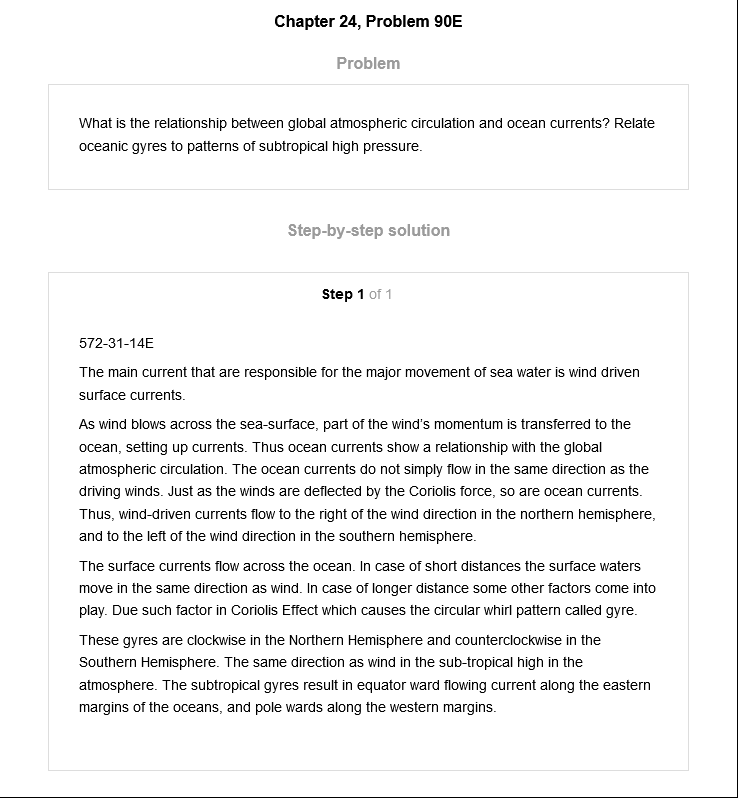 Chapter 24, Problem 90E
Problem
What is the relationship between global atmospheric circulation and ocean currents? Relate
oceanic gyres to patterns of subtropical high pressure.
Step-by-step solution
Step 1 of 1
572-31-14E
The main current that are responsible for the major movement of sea water is wind driven
surface currents.
As wind blows across the sea-surface, part of the wind's momentum is transferred to the
ocean, setting up currents. Thus ocean currents show a relationship with the global
atmospheric circulation. The ocean currents do not simply flow in the same direction as the
driving winds. Just as the winds are deflected by the Coriolis force, so are ocean currents.
Thus, wind-driven currents flow to the right of the wind direction in the northern hemisphere,
and to the left of the wind direction in the southern hemisphere.
The surface currents flow across the ocean. In case of short distances the surface waters
move in the same direction as wind. In case of longer distance some other factors come into
play. Due such factor in Coriolis Effect which causes the circular whirl pattern called gyre.
These gyres are clockwise in the Northern Hemisphere and counterclockwise in the
Southern Hemisphere. The same direction as wind in the sub-tropical high in the
atmosphere. The subtropical gyres result in equator ward flowing current along the eastern
margins of the oceans, and pole wards along the western margins.